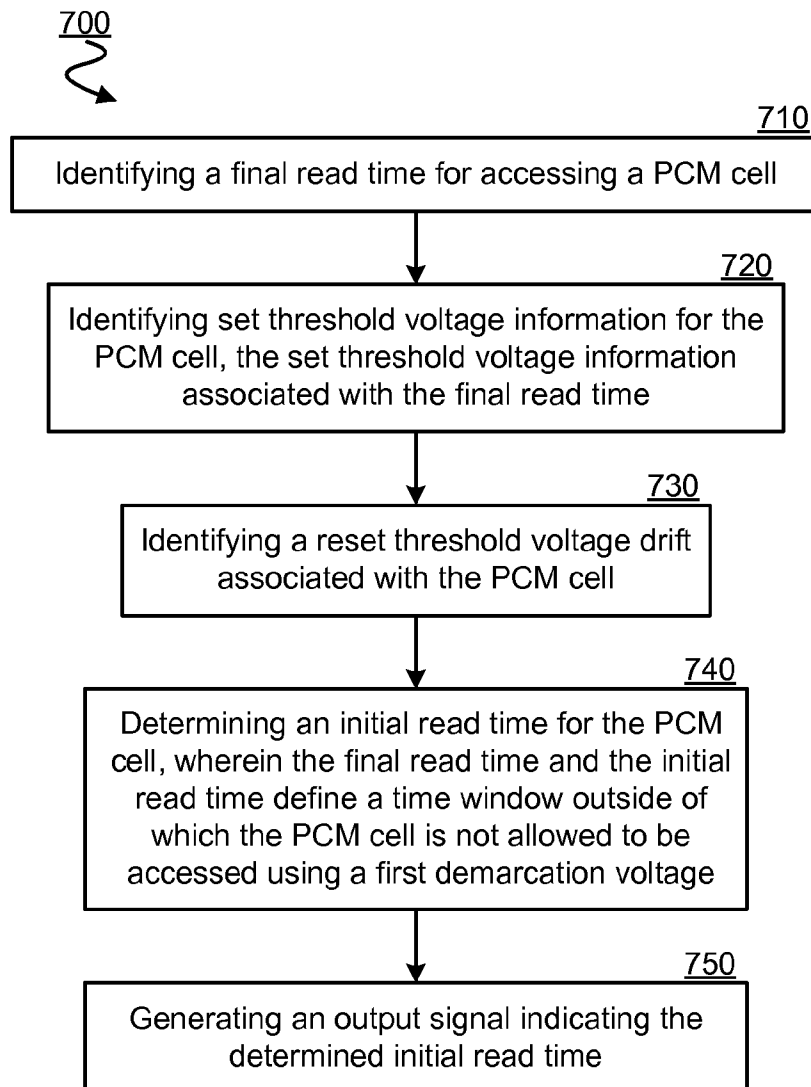 700
710
Identifying a final read time for accessing a PCM cell
720
Identifying set threshold voltage information for the
PCM cell, the set threshold voltage information
associated with the final read time
730
Identifying a reset threshold voltage drift
associated with the PCM cell
740
Determining an initial read time for the PCM
cell, wherein the final read time and the initial
read time define a time window outside of
which the PCM cell is not allowed to be
accessed using a first demarcation voltage
750
Generating an output signal indicating the
determined initial read time